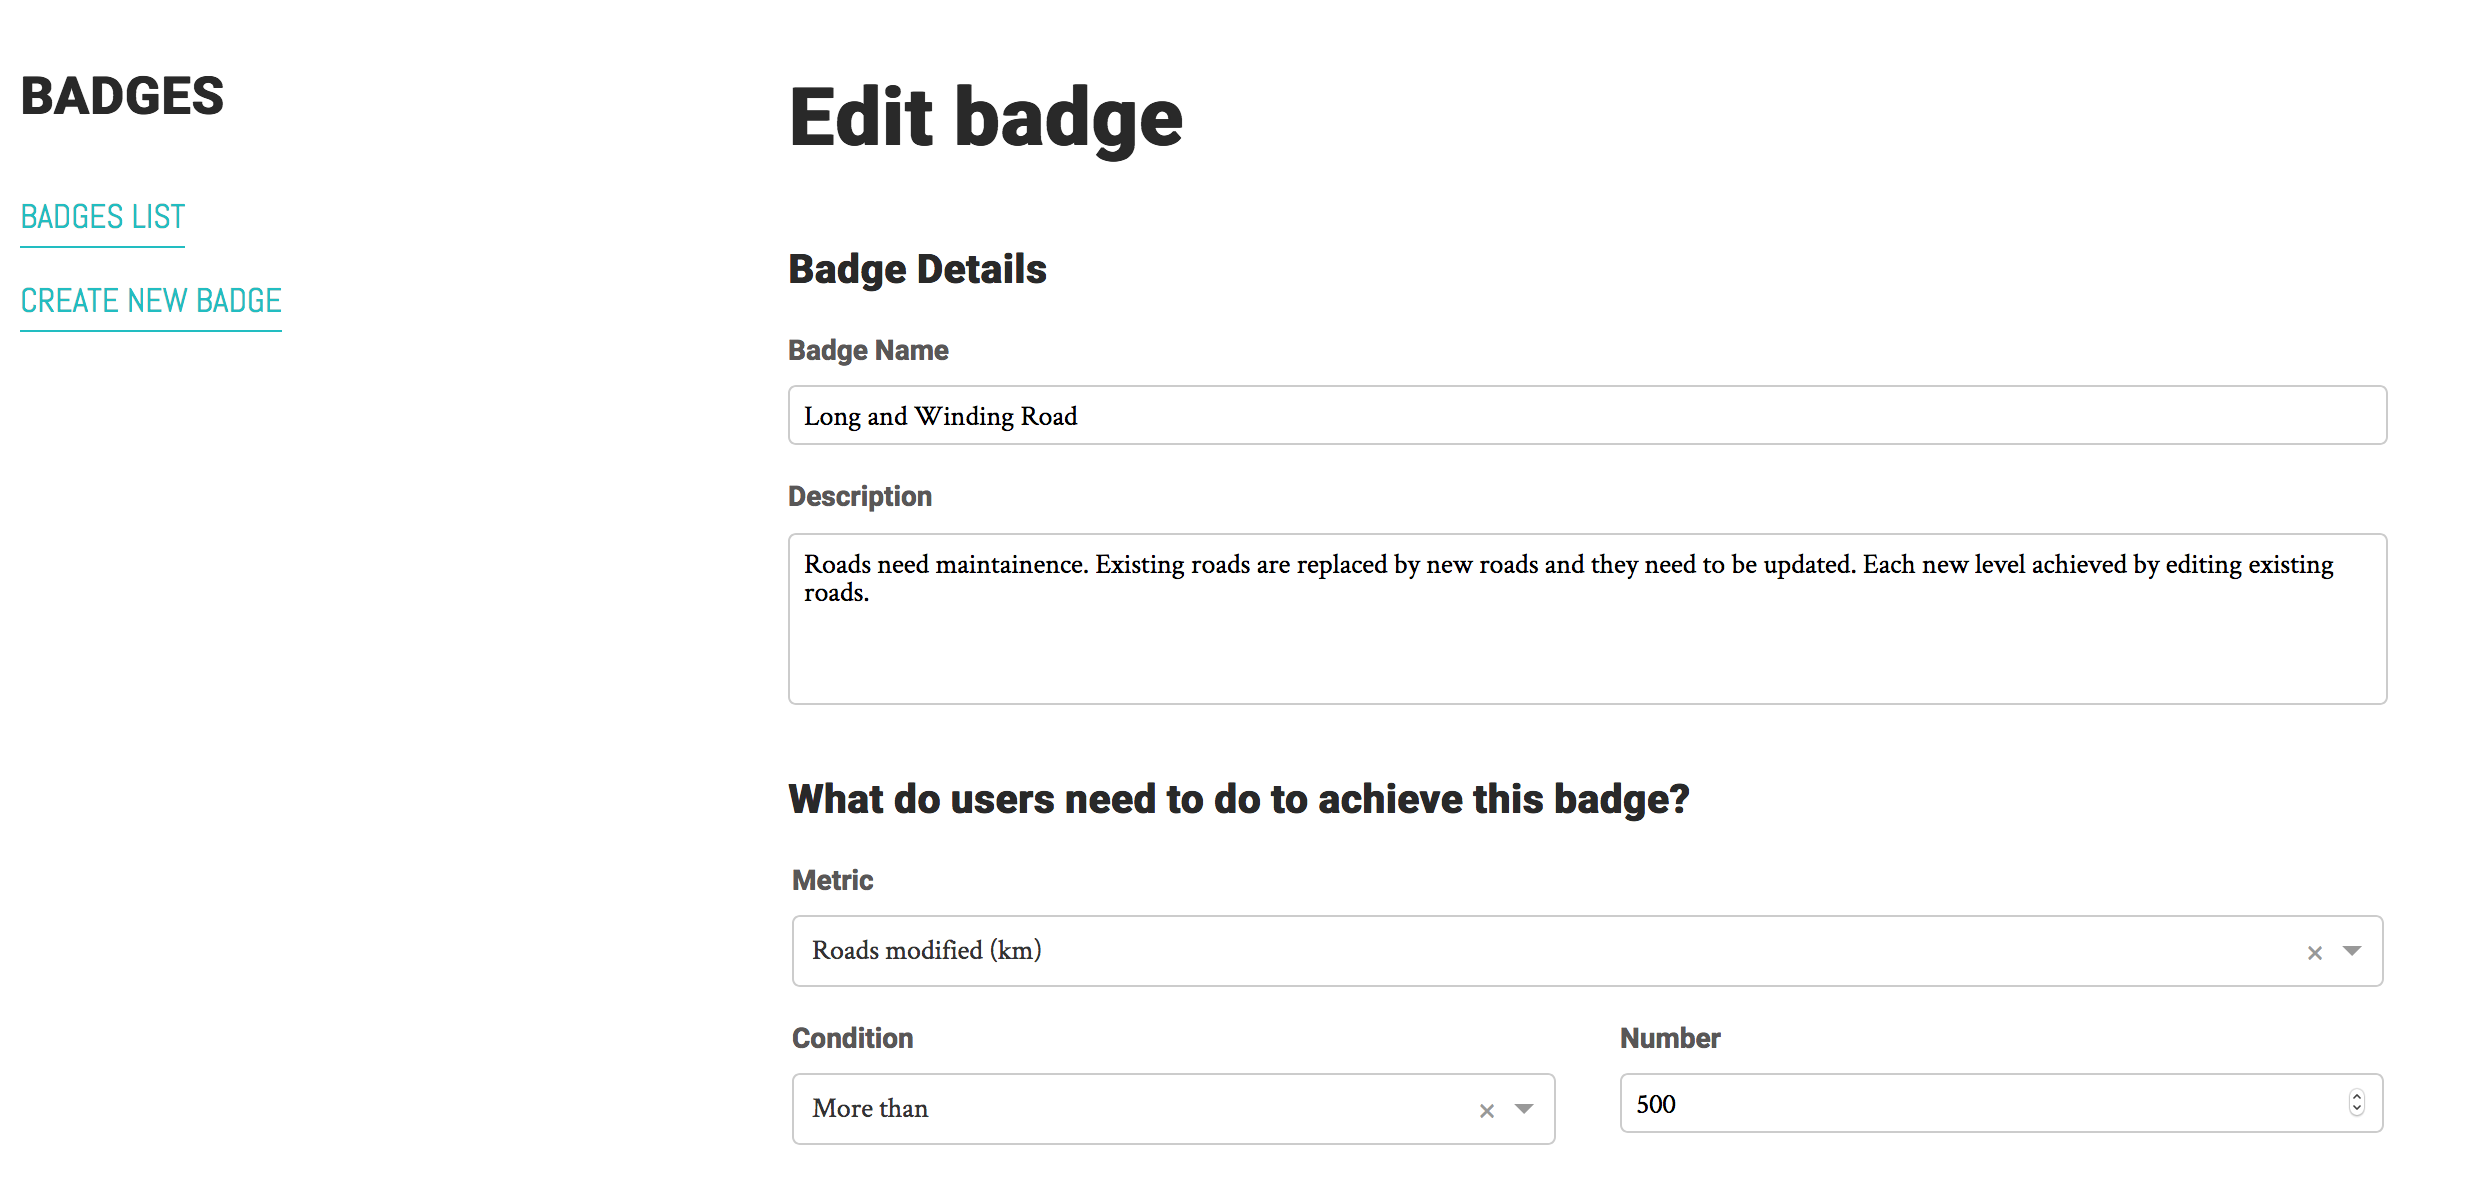 BADGES
BADGES LIST
CREATE NEW BADGE
Edit badge
Badge Details
Badge Name
Long and Winding Road
Description
Roads need maintainence. Existing roads are replaced by new roads and they need to be updated. Each new level achieved by editing existing
roads.
What do users need to do to achieve this badge?
Metric
Roads modified (km)
Condition
Number
More than
500